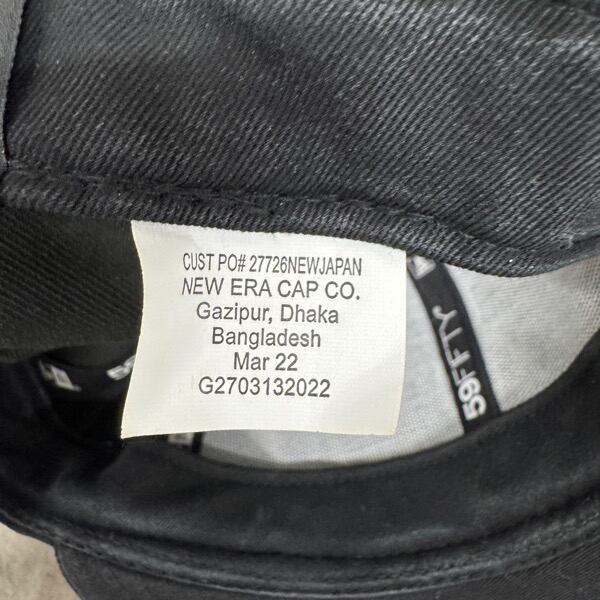 CUST PO# 27726NEWJAPAN
NEW ERA CAP CO.
Gazipur, Dhaka
Bangladesh
Mar 22
G2703132022
59FIFTY